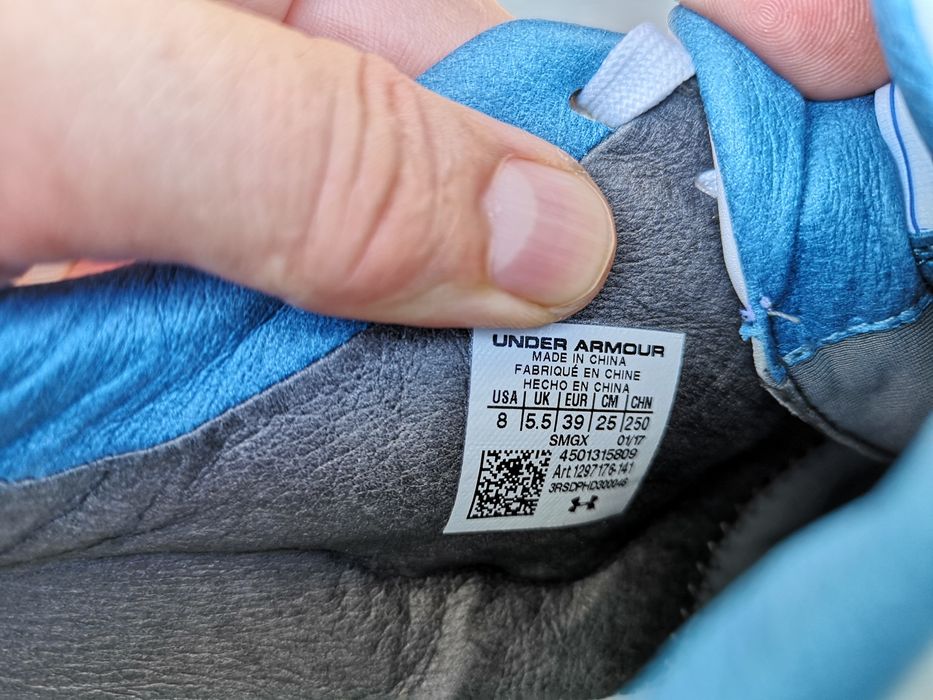 UNDER ARMOUR
MADE IN CHINA
FABRIQUÉ EN CHINE
HECHO EN CHINA
USA UK EUR CM CHN
8 5.5 39 25 250
SMGX 01/17
4501315809
Art.1297176-141
3RSDPHD300046